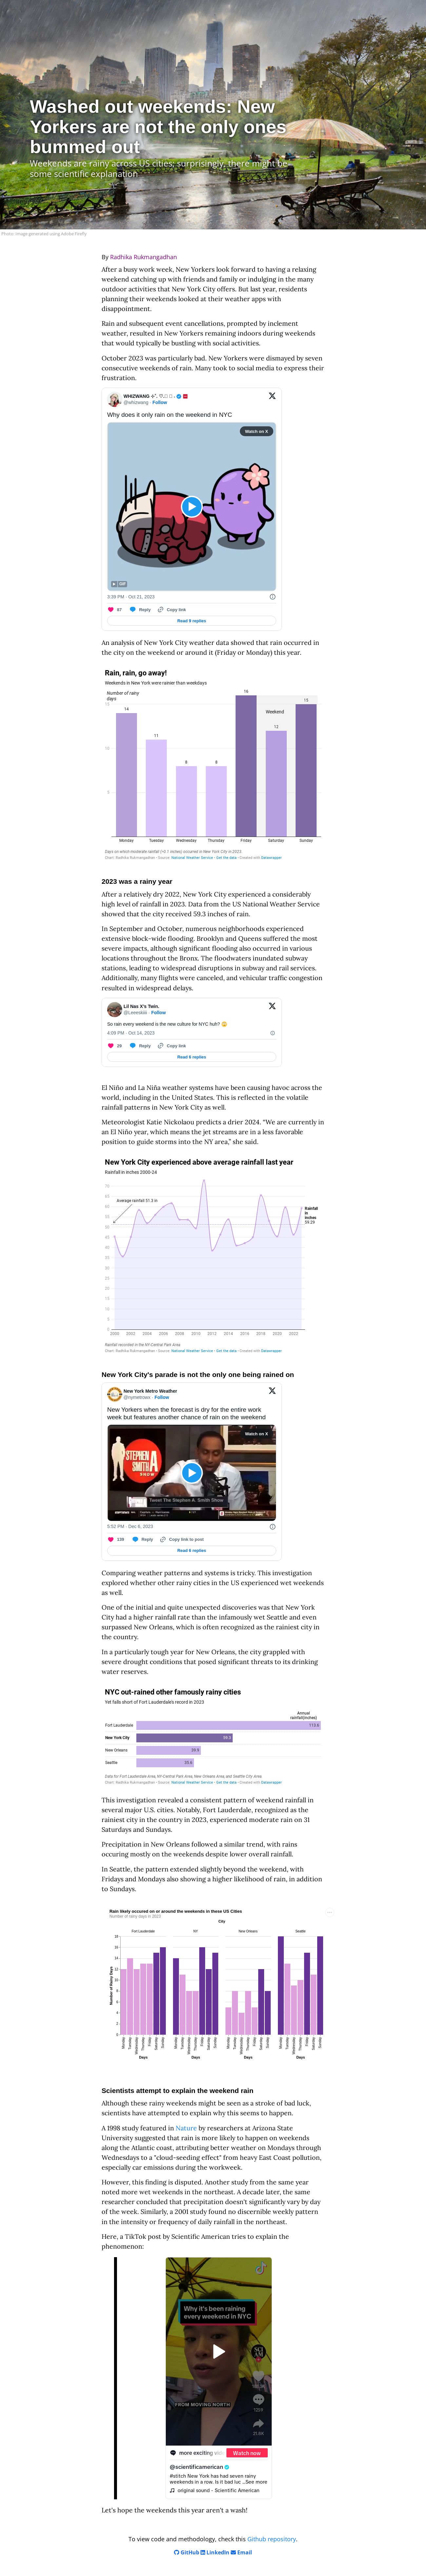 Washed out weekends: New
Yorkers are not the only ones
bummed out
Weekends are rainy across US cities; surprisingly, there might be
some scientific explanation
Photo: Image generated using Adobe Firefly
By Radhika Rukmangadhan
After a busy work week, New Yorkers look forward to having a relaxing
weekend catching up with friends and family or indulging in the many
outdoor activities that New York City offers. But last year, residents
planning their weekends looked at their weather apps with
disappointment.
Rain and subsequent event cancellations, prompted by inclement
weather, resulted in New Yorkers remaining indoors during weekends
that would typically be bustling with social activities.
October 2023 was particularly bad. New Yorkers were dismayed by seven
consecutive weekends of rain. Many took to social media to express their
frustration.
WHIZWANG
@whizwang · Follow
Why does it only rain on the weekend in NYC
Watch on X
GIF
3:39 PM · Oct 21, 2023
87 Reply Copy link
Read 9 replies
An analysis of New York City weather data showed that rain occurred in
the city on the weekend or around it (Friday or Monday) this year.
Rain, rain, go away!
Weekends in New York were rainier than weekdays
Number of rainy
days
15
10
5
14
11
8
8
16
12
15
Weekend
Monday Tuesday Wednesday Thursday Friday Saturday Sunday
Days on which moderate rainfall (>0.1 inches) occurred in New York City in 2023
Chart: Radhika Rukmangadhan · Source: National Weather Service · Get the data · Created with Datawrapper
2023 was a rainy year
After a relatively dry 2022, New York City experienced a considerably
high level of rainfall in 2023. Data from the US National Weather Service
showed that the city received 59.3 inches of rain.
In September and October, numerous neighborhoods experienced
extensive block-wide flooding. Brooklyn and Queens suffered the most
severe impacts, although significant flooding also occurred in various
locations throughout the Bronx. The floodwaters inundated subway
stations, leading to widespread disruptions in subway and rail services.
Additionally, many flights were canceled, and vehicular traffic congestion
resulted in widespread delays.
Lil Nas X's Twin.
· Follow
So rain every weekend is the new culture for NYC huh?
4:09 PM · Oct 14, 2023
Reply Copy link
Read 6 replies
El Niño and La Niña weather systems have been causing havoc across the
world, including in the United States. This is reflected in the volatile
rainfall patterns in New York City as well.
Meteorologist Katie Nickolaou predicts a drier 2024. "We are currently in
an El Niño year, which means the jet streams are in a less favorable
position to guide storms into the NY area," she said.
New York City experienced above average rainfall last year
Rainfall in inches 2000-24
70
65
60
55
50
45
40
35
30
25
20
15
10
5
0
Average rainfall 51.3 in
Rainfall
in
inches
59.29
2000 2002 2004 2006 2008 2010 2012 2014 2016 2018 2020 2022
Rainfall recorded in the NY-Central Park Area
Chart: Radhika Rukmangadhan · Source: National Weather Service · Get the data · Created with Datawrapper
New York City's parade is not the only one being rained on
New York Metro Weather
@nymetrowx · Follow
New Yorkers when the forecast is dry for the entire work
week but features another chance of rain on the weekend
Watch on X
STEPHEN
A SMITH
SHOW
Tweet The Stephen A. Smith Show
5:52 PM · Dec 6, 2023
Reply Copy link to post
Read 6 replies
Comparing weather patterns and systems is tricky. This investigation
explored whether other rainy cities in the US experienced wet weekends
as well.
One of the initial and quite unexpected discoveries was that New York
City had a higher rainfall rate than the infamously wet Seattle and even
surpassed New Orleans, which is often recognized as the rainiest city in
the country.
In a particularly tough year for New Orleans, the city grappled with
severe drought conditions that posed significant threats to its drinking
water reserves.
NYC out-rained other famously rainy cities
Yet falls short of Fort Lauderdale's record in 2023
Annual
rainfall(inches)
Fort Lauderdale
New York City
New Orleans
Seattle
Data for Fort Lauderdale Area, NY-Central Park Area, New Orleans Area, and Seattle City Area.
Chart: Radhika Rukmangadhan · Source: National Weather Service · Get the data · Created with Datawrapper
This investigation revealed a consistent pattern of weekend rainfall in
several major U.S. cities. Notably, Fort Lauderdale, recognized as the
rainiest city in the country in 2023, experienced moderate rain on 31
Saturdays and Sundays.
Precipitation in New Orleans followed a similar trend, with rains
occuring mostly on the weekends despite lower overall rainfall.
In Seattle, the pattern extended slightly beyond the weekend, with
Fridays and Mondays also showing a higher likelihood of rain, in addition
to Sundays.
Rain likely occured on or around the weekends in these US Cities
Number of rainy days in 2023
City
Fort Lauderdale NY New Orleans Seattle
Number of Rainy Days
18
16
14
12
10
8
6
4
2
0
Monday Tuesday Wednesday Thursday Friday Saturday Sunday
Monday Tuesday Wednesday Thursday Friday Saturday Sunday
Monday Tuesday Wednesday Thursday Friday Saturday Sunday
Monday Tuesday Wednesday Thursday Friday Saturday Sunday
Days Days Days Days
Scientists attempt to explain the weekend rain
Although these rainy weekends might be seen as a stroke of bad luck,
scientists have attempted to explain why this seems to happen.
A 1998 study featured in Nature by researchers at Arizona State
University suggested that rain is more likely to happen on weekends
along the Atlantic coast, attributing better weather on Mondays through
Wednesdays to a "cloud-seeding effect" from heavy East Coast pollution,
especially car emissions during the workweek.
However, this finding is disputed. Another study from the same year
noted more wet weekends in the northeast. A decade later, the same
researcher concluded that precipitation doesn't significantly vary by day
of the week. Similarly, a 2001 study found no discernible weekly pattern
in the intensity or frequency of daily rainfall in the northeast.
Here, a TikTok post by Scientific American tries to explain the
phenomenon:
Why it's been raining
every weekend in NYC
FROM MOVING NORTH
more exciting Watch now
@scientificamerican
#stitch New York has had seven rainy
weekends in a row. Is it bad luc ...See more
original sound - Scientific American
Let's hope the weekends this year aren't a wash!
To view code and methodology, check this Github repository.
GitHub LinkedIn Email